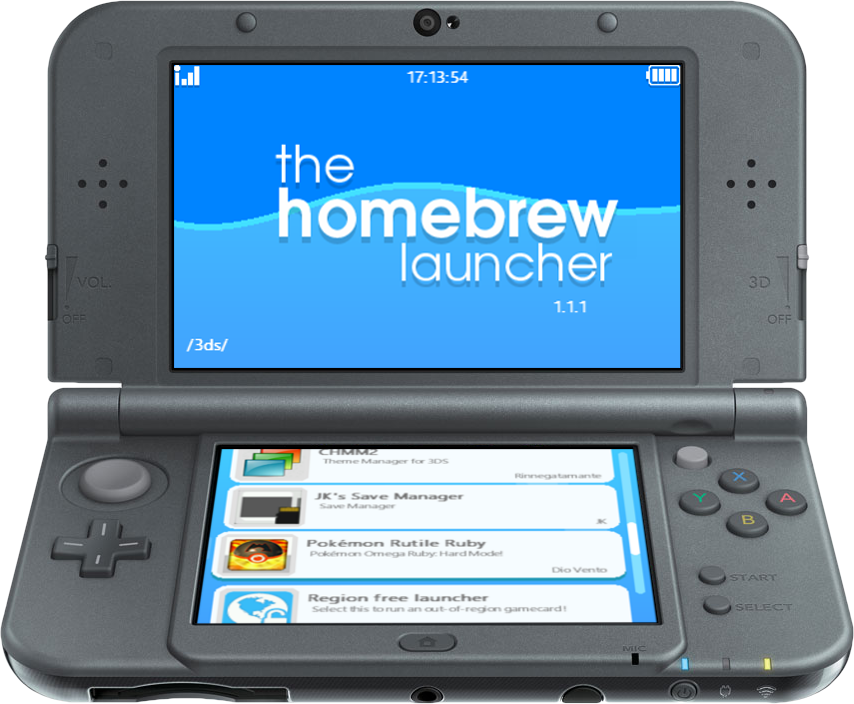 17:13:54
the
homebrew
launcher
1.1.1
/3ds/
VOL.
OFF
3D
OFF
CHMM2
Theme Manager for 3DS
Rinnegatamante
JK's Save Manager
Save Manager
JK
Pokémon Rutile Ruby
Pokémon Omega Ruby: Hard Mode!
Dio Vento
Region free launcher
Select this to run an out-of-region gamecard!
X
Y
A
B
START
SELECT
MIC